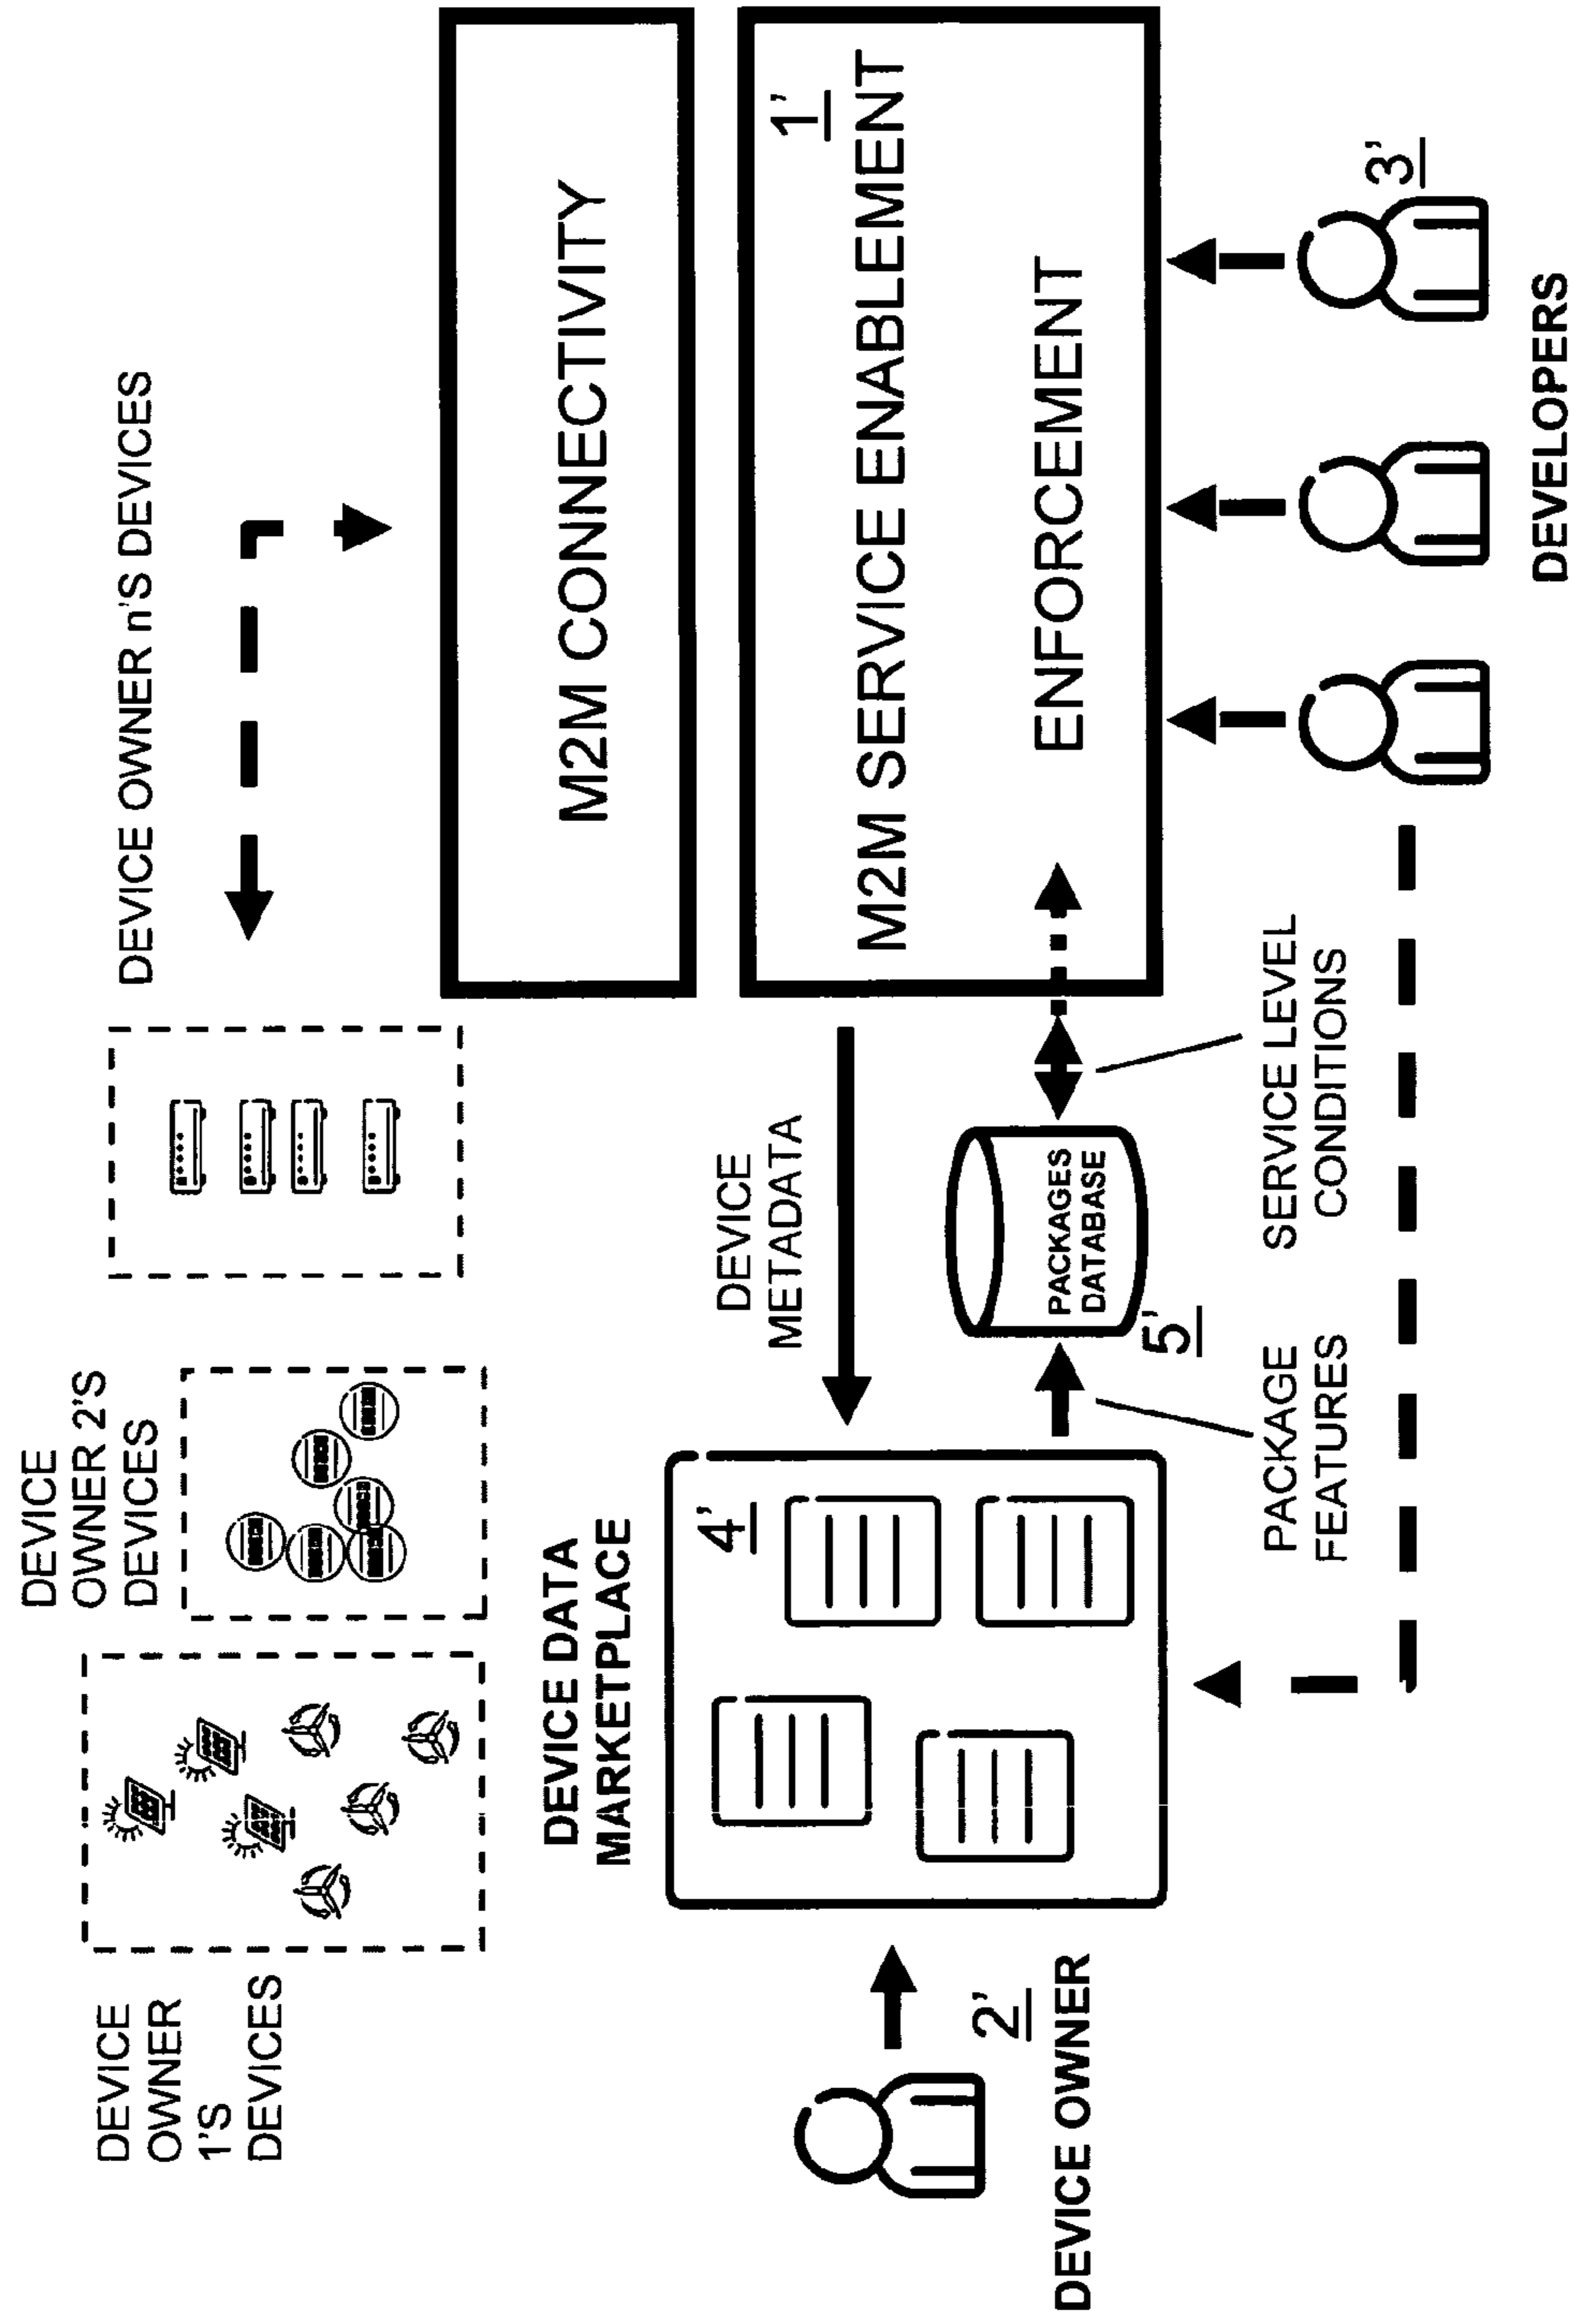 DEVICE
OWNER
1'S
DEVICES
DEVICE
OWNER 2'S
DEVICES
DEVICE OWNER n'S DEVICES
M2M CONNECTIVITY
DEVICE DATA
MARKETPLACE
4'
DEVICE
METADATA
1'
M2M SERVICE ENABLEMENT
ENFORCEMENT
PACKAGES
DATABASE
5'
2'
DEVICE OWNER
PACKAGE
FEATURES
SERVICE LEVEL
CONDITIONS
3'
DEVELOPERS